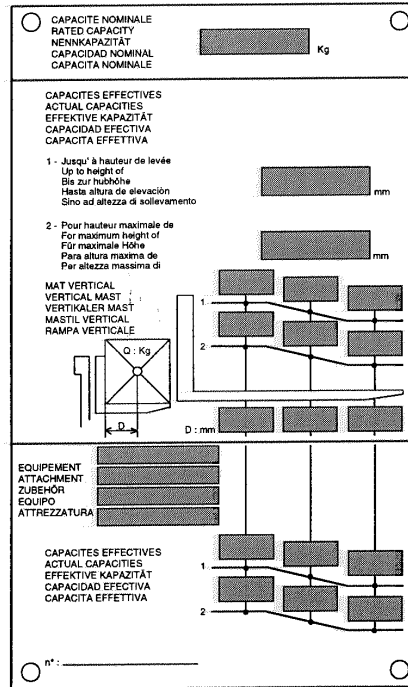 CAPACITE NOMINALE
RATED CAPACITY
NENNKAPAZITÄT
CAPACIDAD NOMINAL
CAPACITA NOMINALE
Kg
CAPACITES EFFECTIVES
ACTUAL CAPACITIES
EFFEKTIVE KAPAZITÄT
CAPACIDAD EFECTIVA
CAPACITA EFFETTIVA
1 - Jusqu' à hauteur de levée
Up to height of
Bis zur hubhöhe
Hasta altura de elevaciòn
Sino ad altezza di sollevamento
mm
2 - Pour hauteur maximale de
For maximum height of
Für maximale Höhe
Para altura maxima de
Per altezza massima di
mm
MAT VERTICAL
VERTICAL MAST
VERTIKALER MAST
MASTIL VERTICAL
RAMPA VERTICALE
1
2
Q : Kg
D
D : mm
EQUIPEMENT
ATTACHMENT
ZUBEHÖR
EQUIPO
ATTREZZATURA
CAPACITES EFFECTIVES
ACTUAL CAPACITIES
EFFEKTIVE KAPAZITÄT
CAPACIDAD EFECTIVA
CAPACITA EFFETTIVA
1
2
n° :